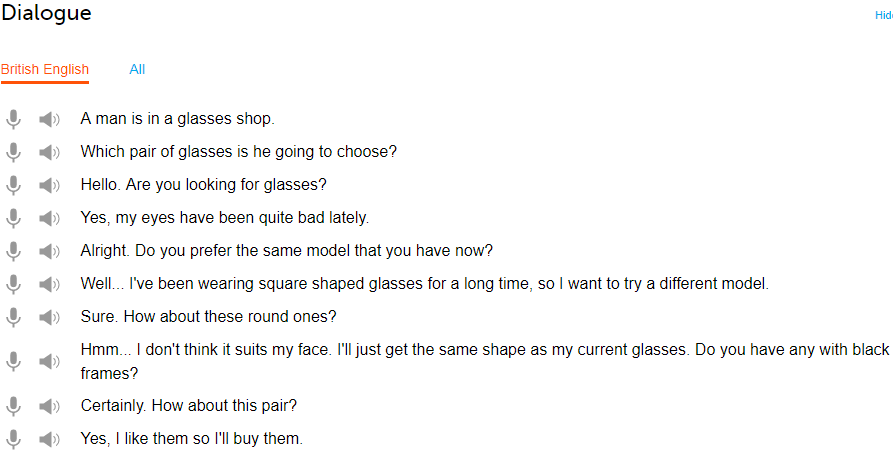 Dialogue
Hid
British English
All
A man is in a glasses shop.
Which pair of glasses is he going to choose?
Hello. Are you looking for glasses?
Yes, my eyes have been quite bad lately.
Alright. Do you prefer the same model that you have now?
Well... I've been wearing square shaped glasses for a long time, so I want to try a different model.
Sure. How about these round ones?
Hmm... I don't think it suits my face. I'll just get the same shape as my current glasses. Do you have any with black
frames?
Certainly. How about this pair?
Yes, I like them so I'll buy them.